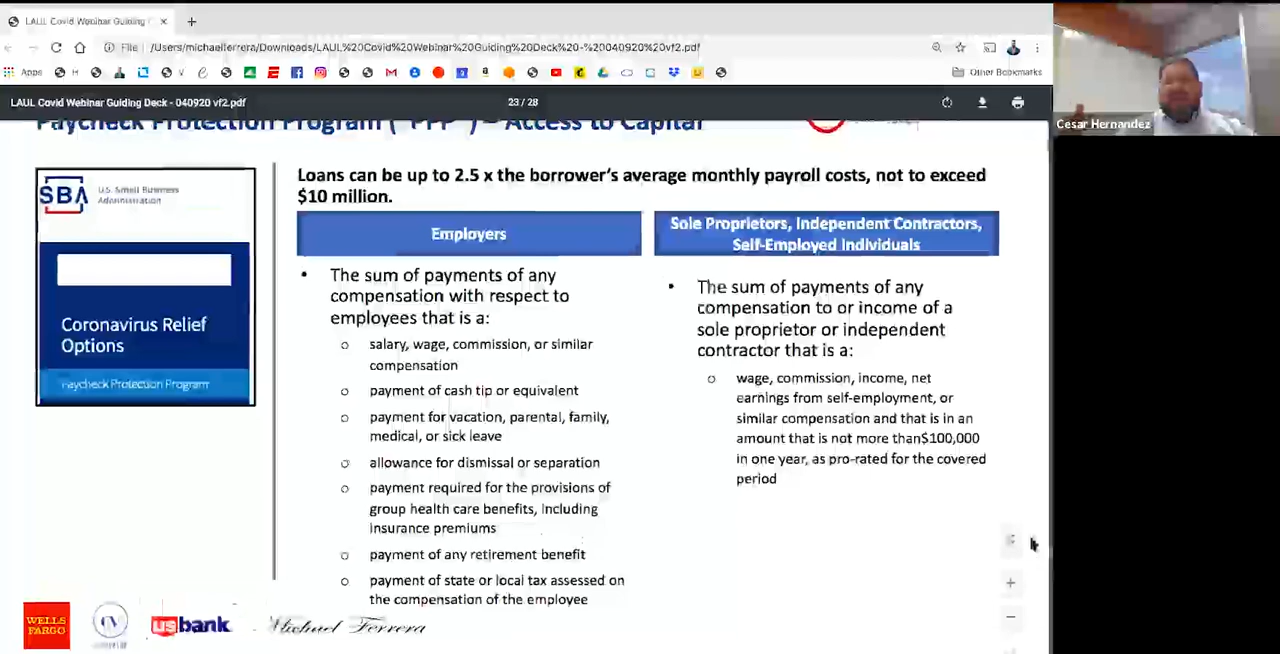 LAUL Covid Webinar Guiding
File | /Users/michaelferrera/Downloads/LAUL%20Covid%20Webinar%20Guiding%20Deck%20-%20040920%20vf2.pdf
Apps
Other Bookmarks
LAUL Covid Webinar Guiding Deck - 040920 vf2.pdf
23 / 28
Cesar Hernandez
Paycheck Protection Program ("PPP") – Access to Capital
SBA
U.S. Small Business
Administration
Coronavirus Relief
Options
Paycheck Protection Program
Loans can be up to 2.5 x the borrower's average monthly payroll costs, not to exceed
$10 million.
Employers
• The sum of payments of any
compensation with respect to
employees that is a:
o salary, wage, commission, or similar
compensation
o payment of cash tip or equivalent
o payment for vacation, parental, family,
medical, or sick leave
o allowance for dismissal or separation
o payment required for the provisions of
group health care benefits, including
insurance premiums
o payment of any retirement benefit
o payment of state or local tax assessed on
the compensation of the employee
Sole Proprietors, Independent Contractors,
Self-Employed Individuals
• The sum of payments of any
compensation to or income of a
sole proprietor or independent
contractor that is a:
o wage, commission, income, net
earnings from self-employment, or
similar compensation and that is in an
amount that is not more than$100,000
in one year, as pro-rated for the covered
period
WELLS
FARGO
CV
usbank
Michael Ferrera